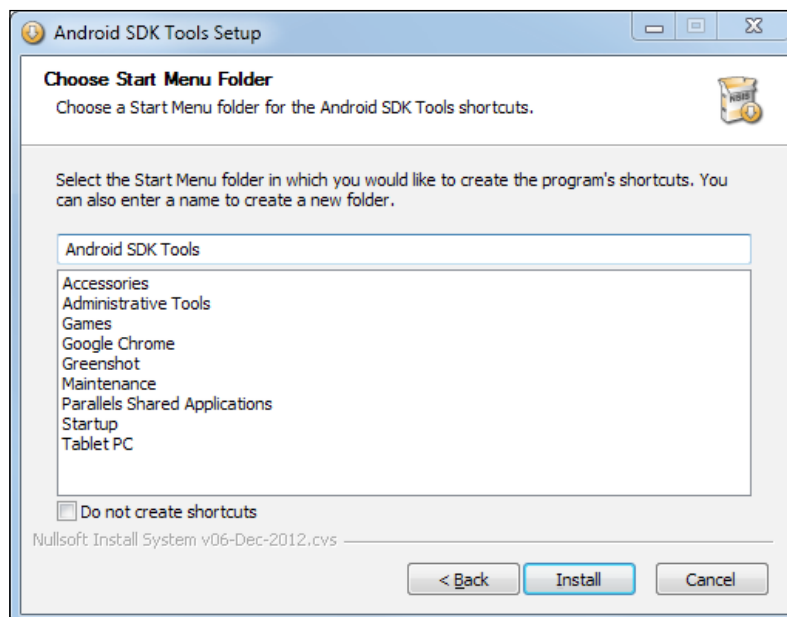 Android SDK Tools Setup
Choose Start Menu Folder
Choose a Start Menu folder for the Android SDK Tools shortcuts.
NSIS
Select the Start Menu folder in which you would like to create the program's shortcuts. You
can also enter a name to create a new folder.
Android SDK Tools
Accessories
Administrative Tools
Games
Google Chrome
Greenshot
Maintenance
Parallels Shared Applications
Startup
Tablet PC
Do not create shortcuts
Nullsoft Install System v06-Dec-2012.cvs
< Back
Install
Cancel